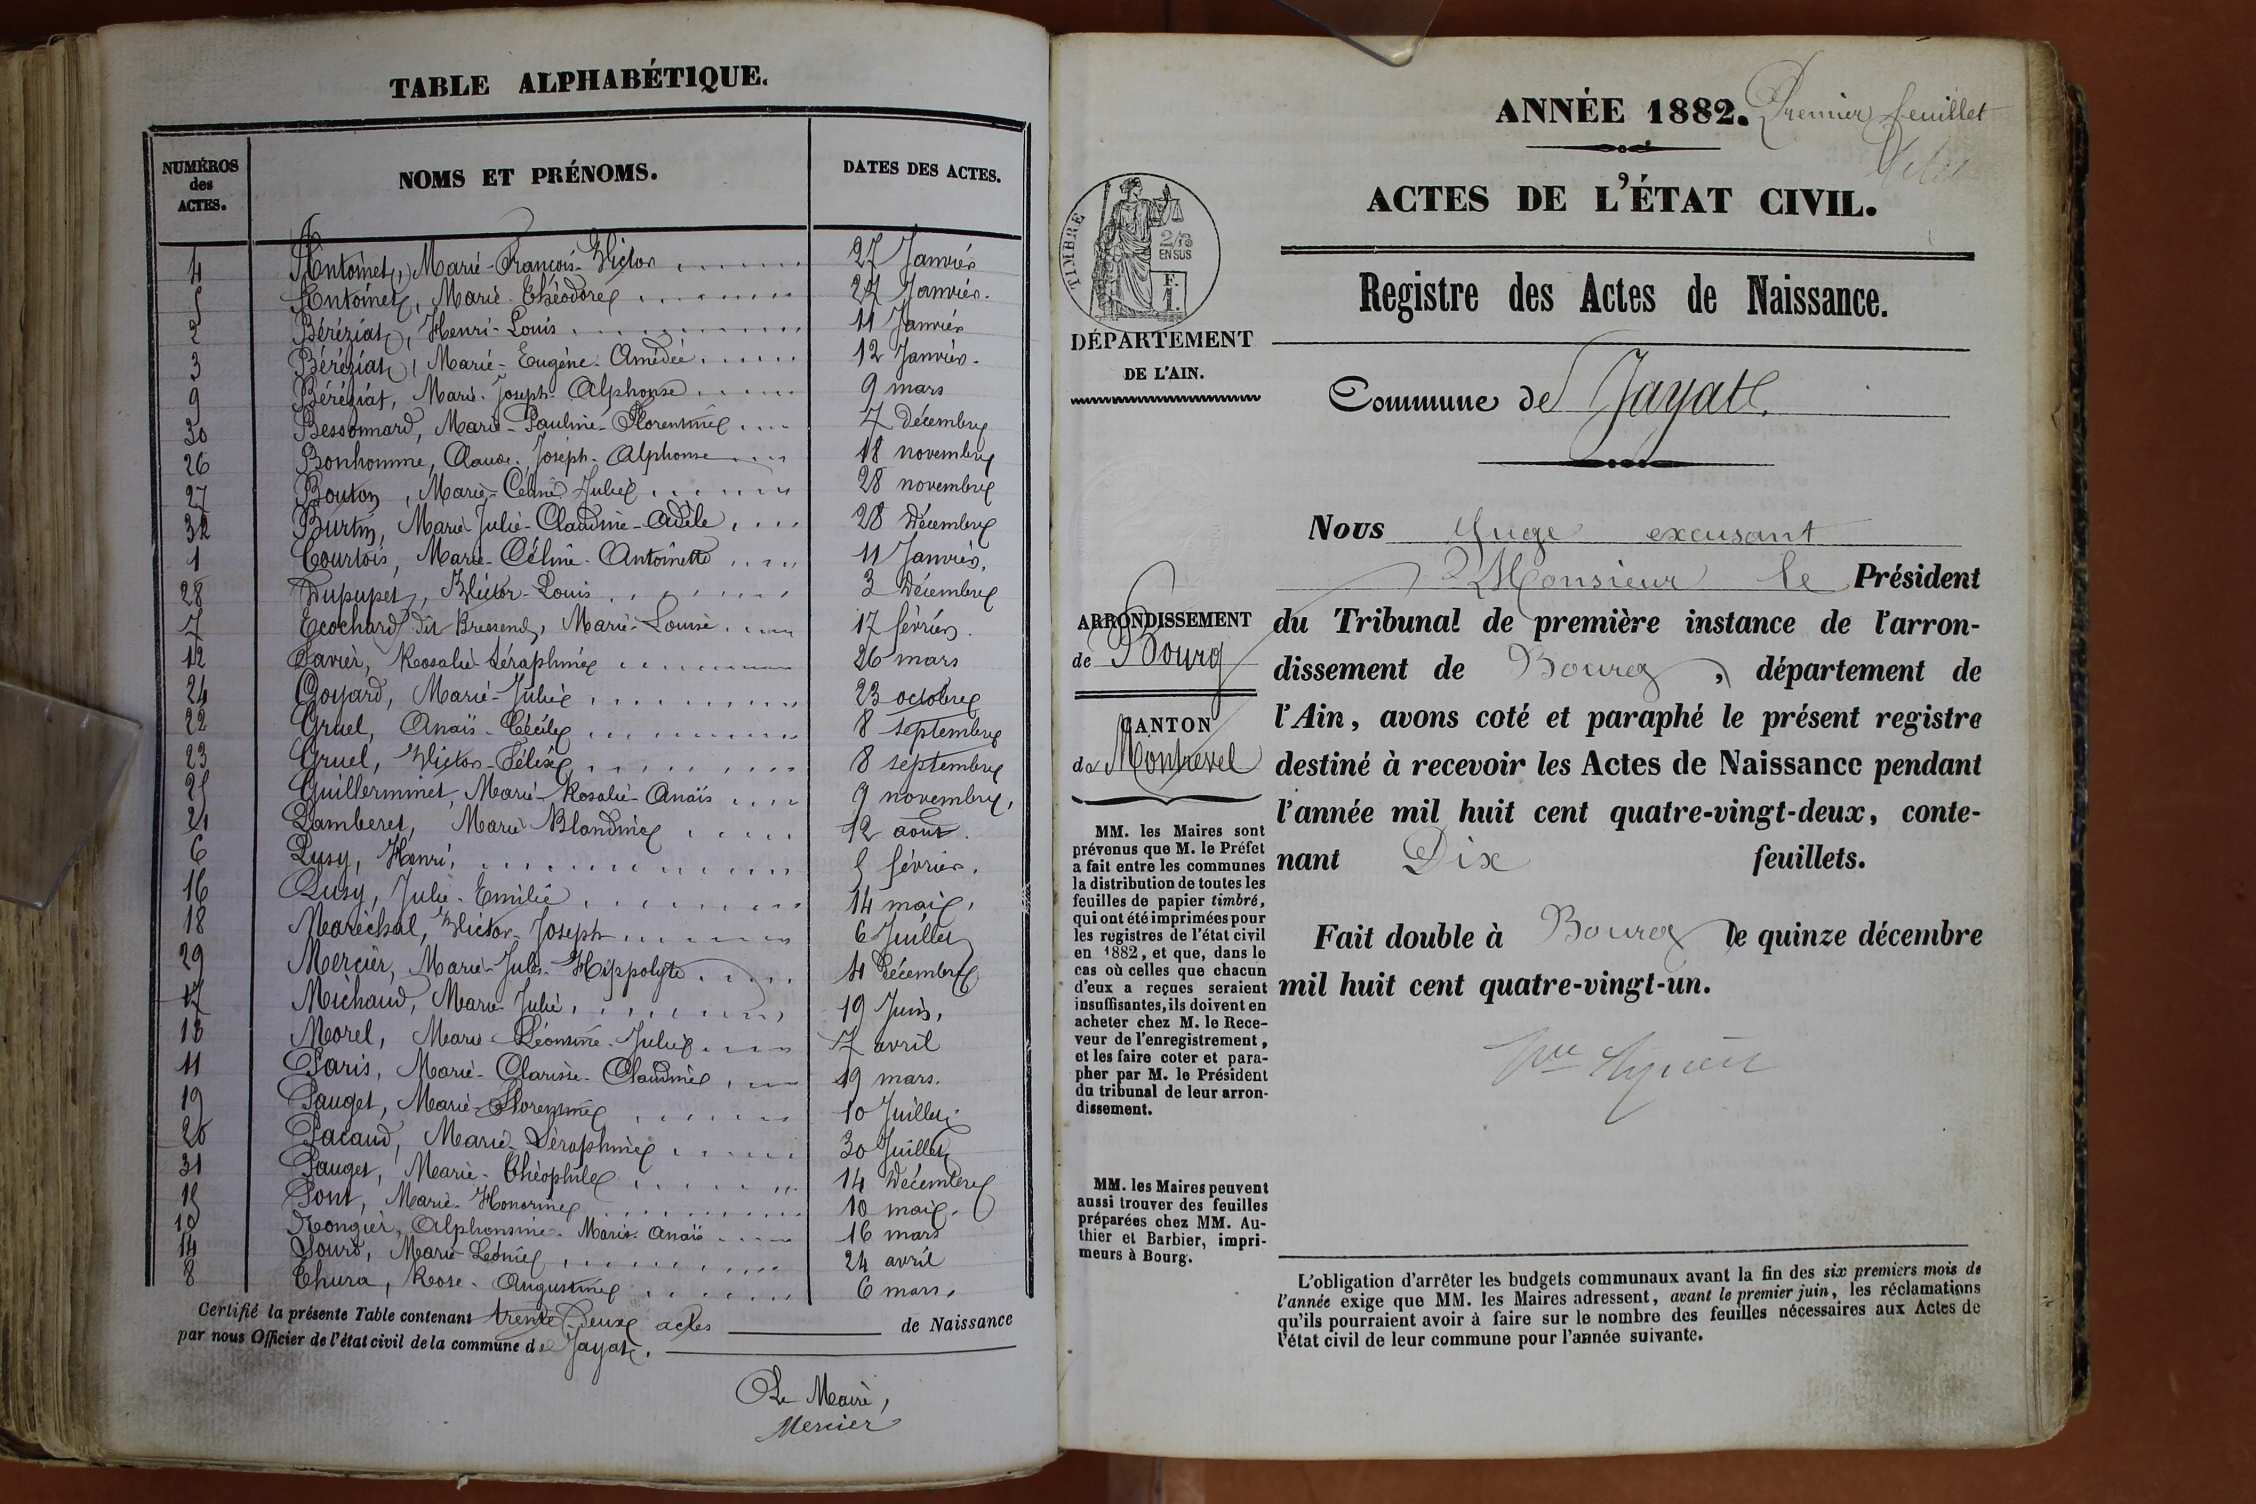 TABLE ALPHABÉTIQUE.
NUMÉROS des ACTES. NOMS ET PRÉNOMS. DATES DES ACTES.
4 Antoinet, Marie-François-Victor 27 Janvier
5 Antoinet, Marie-Théodore 27 Janvier.
2 Béréziat, Henri-Louis 11 Janvier
3 Béréziat, Marie-Eugène-Amédée 12 Janvier.
9 Béréziat, Marie-Joseph-Alphonse 9 mars
30 Bessonnard, Marie-Pauline-Florentine 7 Décembre
26 Bonhomme, Claude-Joseph-Alphonse 18 novembre
27 Bouton, Marie-Céline-Julie 28 novembre
32 Burtin, Marie-Julie-Claudine-Adèle 28 Décembre
1 Courtois, Marie-Céline-Antoinette 11 Janvier.
28 Dupupet, Victor-Louis 3 Décembre
7 Ecochard dit Bressend, Marie-Louise 17 février.
12 Favier, Rosalie-Séraphine 26 mars
24 Goyard, Marie-Julie 23 octobre
22 Gruel, Anaïs-Cécile 8 septembre
23 Gruel, Victor-Félix 8 septembre
25 Guillerminet, Marie-Rosalie-Anaïs 9 novembre.
21 Lamberet, Marie-Blandine 12 août.
6 Lusy, Henri, 5 février.
16 Lusy, Julie-Emilie 14 mai.
18 Maréchal, Victor-Joseph 6 Juillet
29 Mercier, Marie-Jules-Hippolyte 4 Décembre
17 Michaud, Marie-Julie, 19 Juin.
13 Morel, Marie-Léontine-Julie 7 avril
11 Paris, Marie-Clarisse-Claudine 19 mars.
19 Pauget, Marie-Florentine 10 Juillet.
20 Pacaud, Marie-Séraphine 30 Juillet
31 Pauget, Marie-Théophile 14 Décembre
15 Pont, Marie-Honorine 10 mai.
10 Rongier, Alphonsine-Marie-Anaïs 16 mars
14 Sourd, Marie-Léonie 24 avril
8 Thura, Rose-Augustine 6 mars.
Certifié la présente Table contenant trente-deux actes de Naissance
par nous Officier de l'état civil de la commune de Jayat.
Le Maire,
Mercier
ANNÉE 1882.
Premier feuillet
ACTES DE L'ÉTAT CIVIL.
TIMBRE
2/10
EN SUS
F.
1
Registre des Actes de Naissance.
DÉPARTEMENT
DE L'AIN.
Commune de Jayat.
Nous Juge excusant
Monsieur le Président
ARRONDISSEMENT
de Bourg
CANTON
de Montrevel
du Tribunal de première instance de l'arron-
dissement de Bourg, département de
l'Ain, avons coté et paraphé le présent registre
destiné à recevoir les Actes de Naissance pendant
l'année mil huit cent quatre-vingt-deux, conte-
nant Dix feuillets.
Fait double à Bourg le quinze décembre
mil huit cent quatre-vingt-un.
MM. les Maires sont
prévenus que M. le Préfet
a fait entre les communes
la distribution de toutes les
feuilles de papier timbré,
qui ont été imprimées pour
les registres de l'état civil
en 1882, et que, dans le
cas où celles que chacun
d'eux a reçues seraient
insuffisantes, ils doivent en
acheter chez M. le Rece-
veur de l'enregistrement,
et les faire coter et para-
pher par M. le Président
du tribunal de leur arron-
dissement.
MM. les Maires peuvent
aussi trouver des feuilles
préparées chez MM. Au-
thier et Barbier, impri-
meurs à Bourg.
L'obligation d'arrêter les budgets communaux avant la fin des six premiers mois de
l'année exige que MM. les Maires adressent, avant le premier juin, les réclamations
qu'ils pourraient avoir à faire sur le nombre des feuilles nécessaires aux Actes de
l'état civil de leur commune pour l'année suivante.